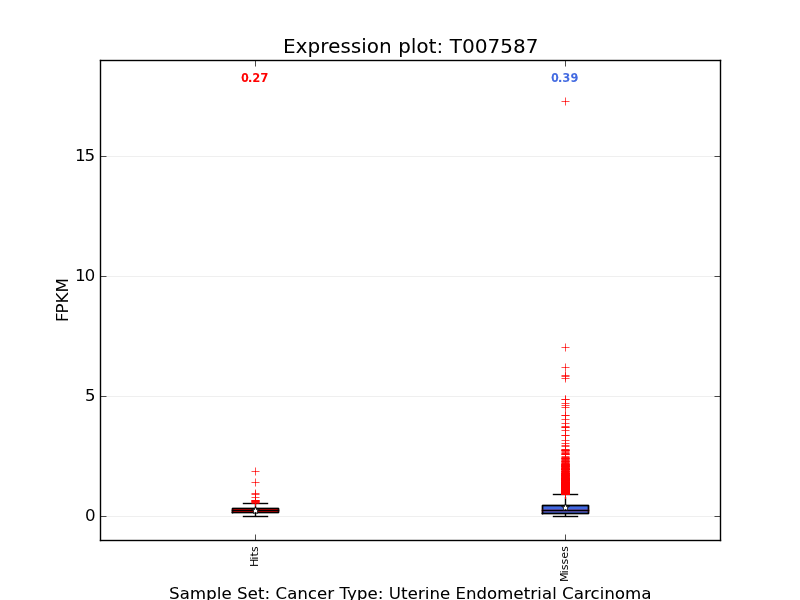 Expression plot: T007587
0.27
0.39
15
10
5
0
FPKM
Hits
Misses
Sample Set: Cancer Type: Uterine Endometrial Carcinoma